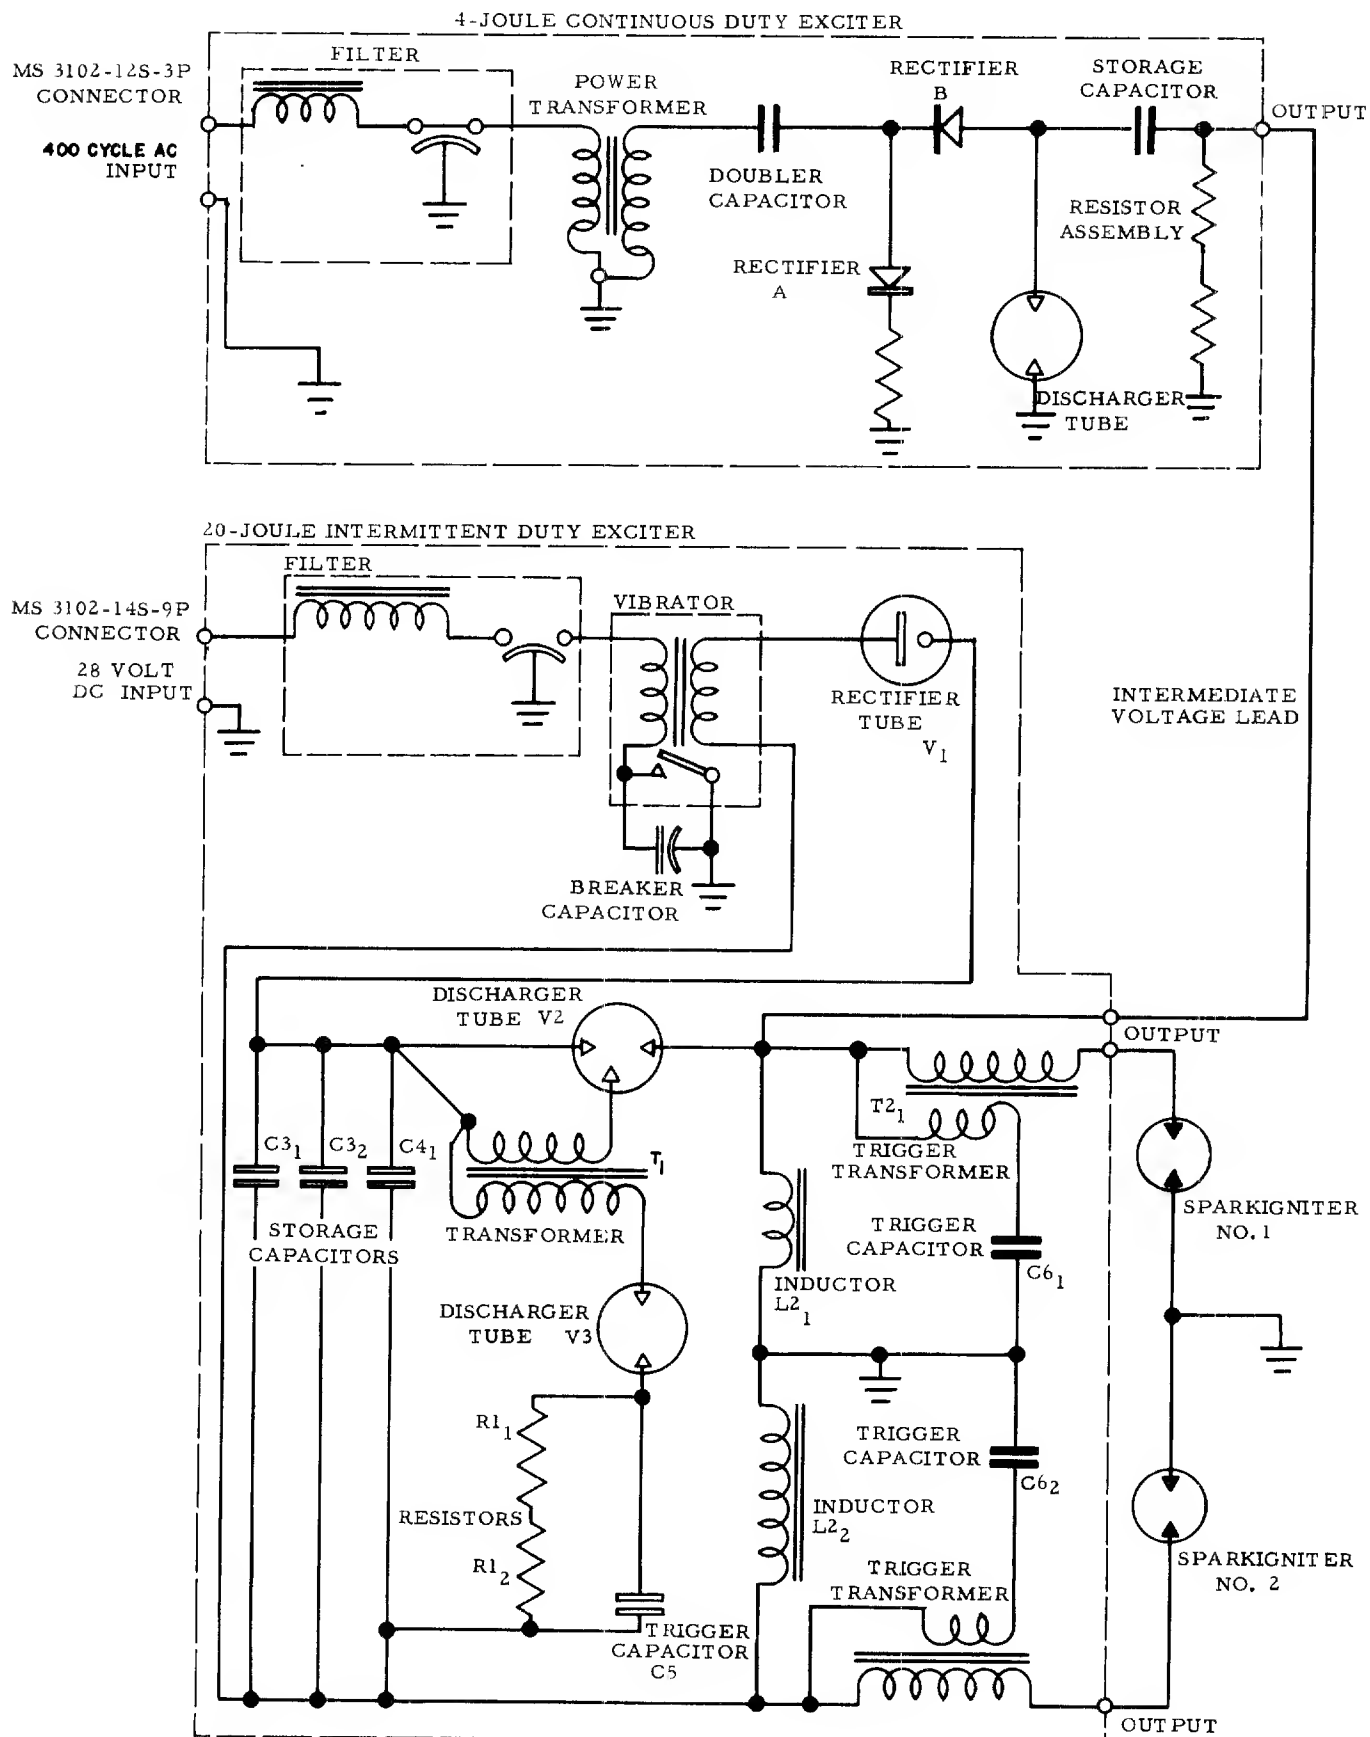 4-JOULE CONTINUOUS DUTY EXCITER
FILTER
MS 3102-12S-3P
CONNECTOR
400 CYCLE AC
INPUT
POWER
TRANSFORMER
RECTIFIER
B
STORAGE
CAPACITOR
OUTPUT
DOUBLER
CAPACITOR
RESISTOR
ASSEMBLY
RECTIFIER
A
DISCHARGER
TUBE
20-JOULE INTERMITTENT DUTY EXCITER
FILTER
MS 3102-14S-9P
CONNECTOR
28 VOLT
DC INPUT
VIBRATOR
RECTIFIER
TUBE
V1
INTERMEDIATE
VOLTAGE LEAD
BREAKER
CAPACITOR
DISCHARGER
TUBE V2
OUTPUT
C31
C32
C41
T1
T21
TRIGGER
TRANSFORMER
STORAGE
CAPACITORS
TRANSFORMER
TRIGGER
CAPACITOR
C61
SPARKIGNITER
NO. 1
INDUCTOR
L21
DISCHARGER
TUBE V3
R11
RESISTORS
R12
TRIGGER
CAPACITOR
C62
INDUCTOR
L22
SPARKIGNITER
NO. 2
TRIGGER
TRANSFORMER
TRIGGER
CAPACITOR
C5
OUTPUT